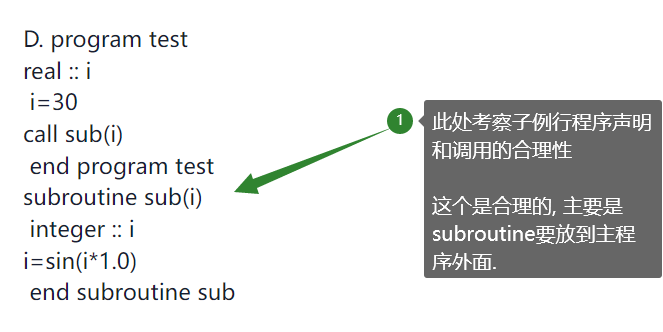 D. program test
real :: i
i=30
call sub(i)
end program test
subroutine sub(i)
integer :: i
i=sin(i*1.0)
end subroutine sub
1
此处考察子例行程序声明
和调用的合理性
这个是合理的, 主要是
subroutine要放到主程
序外面.